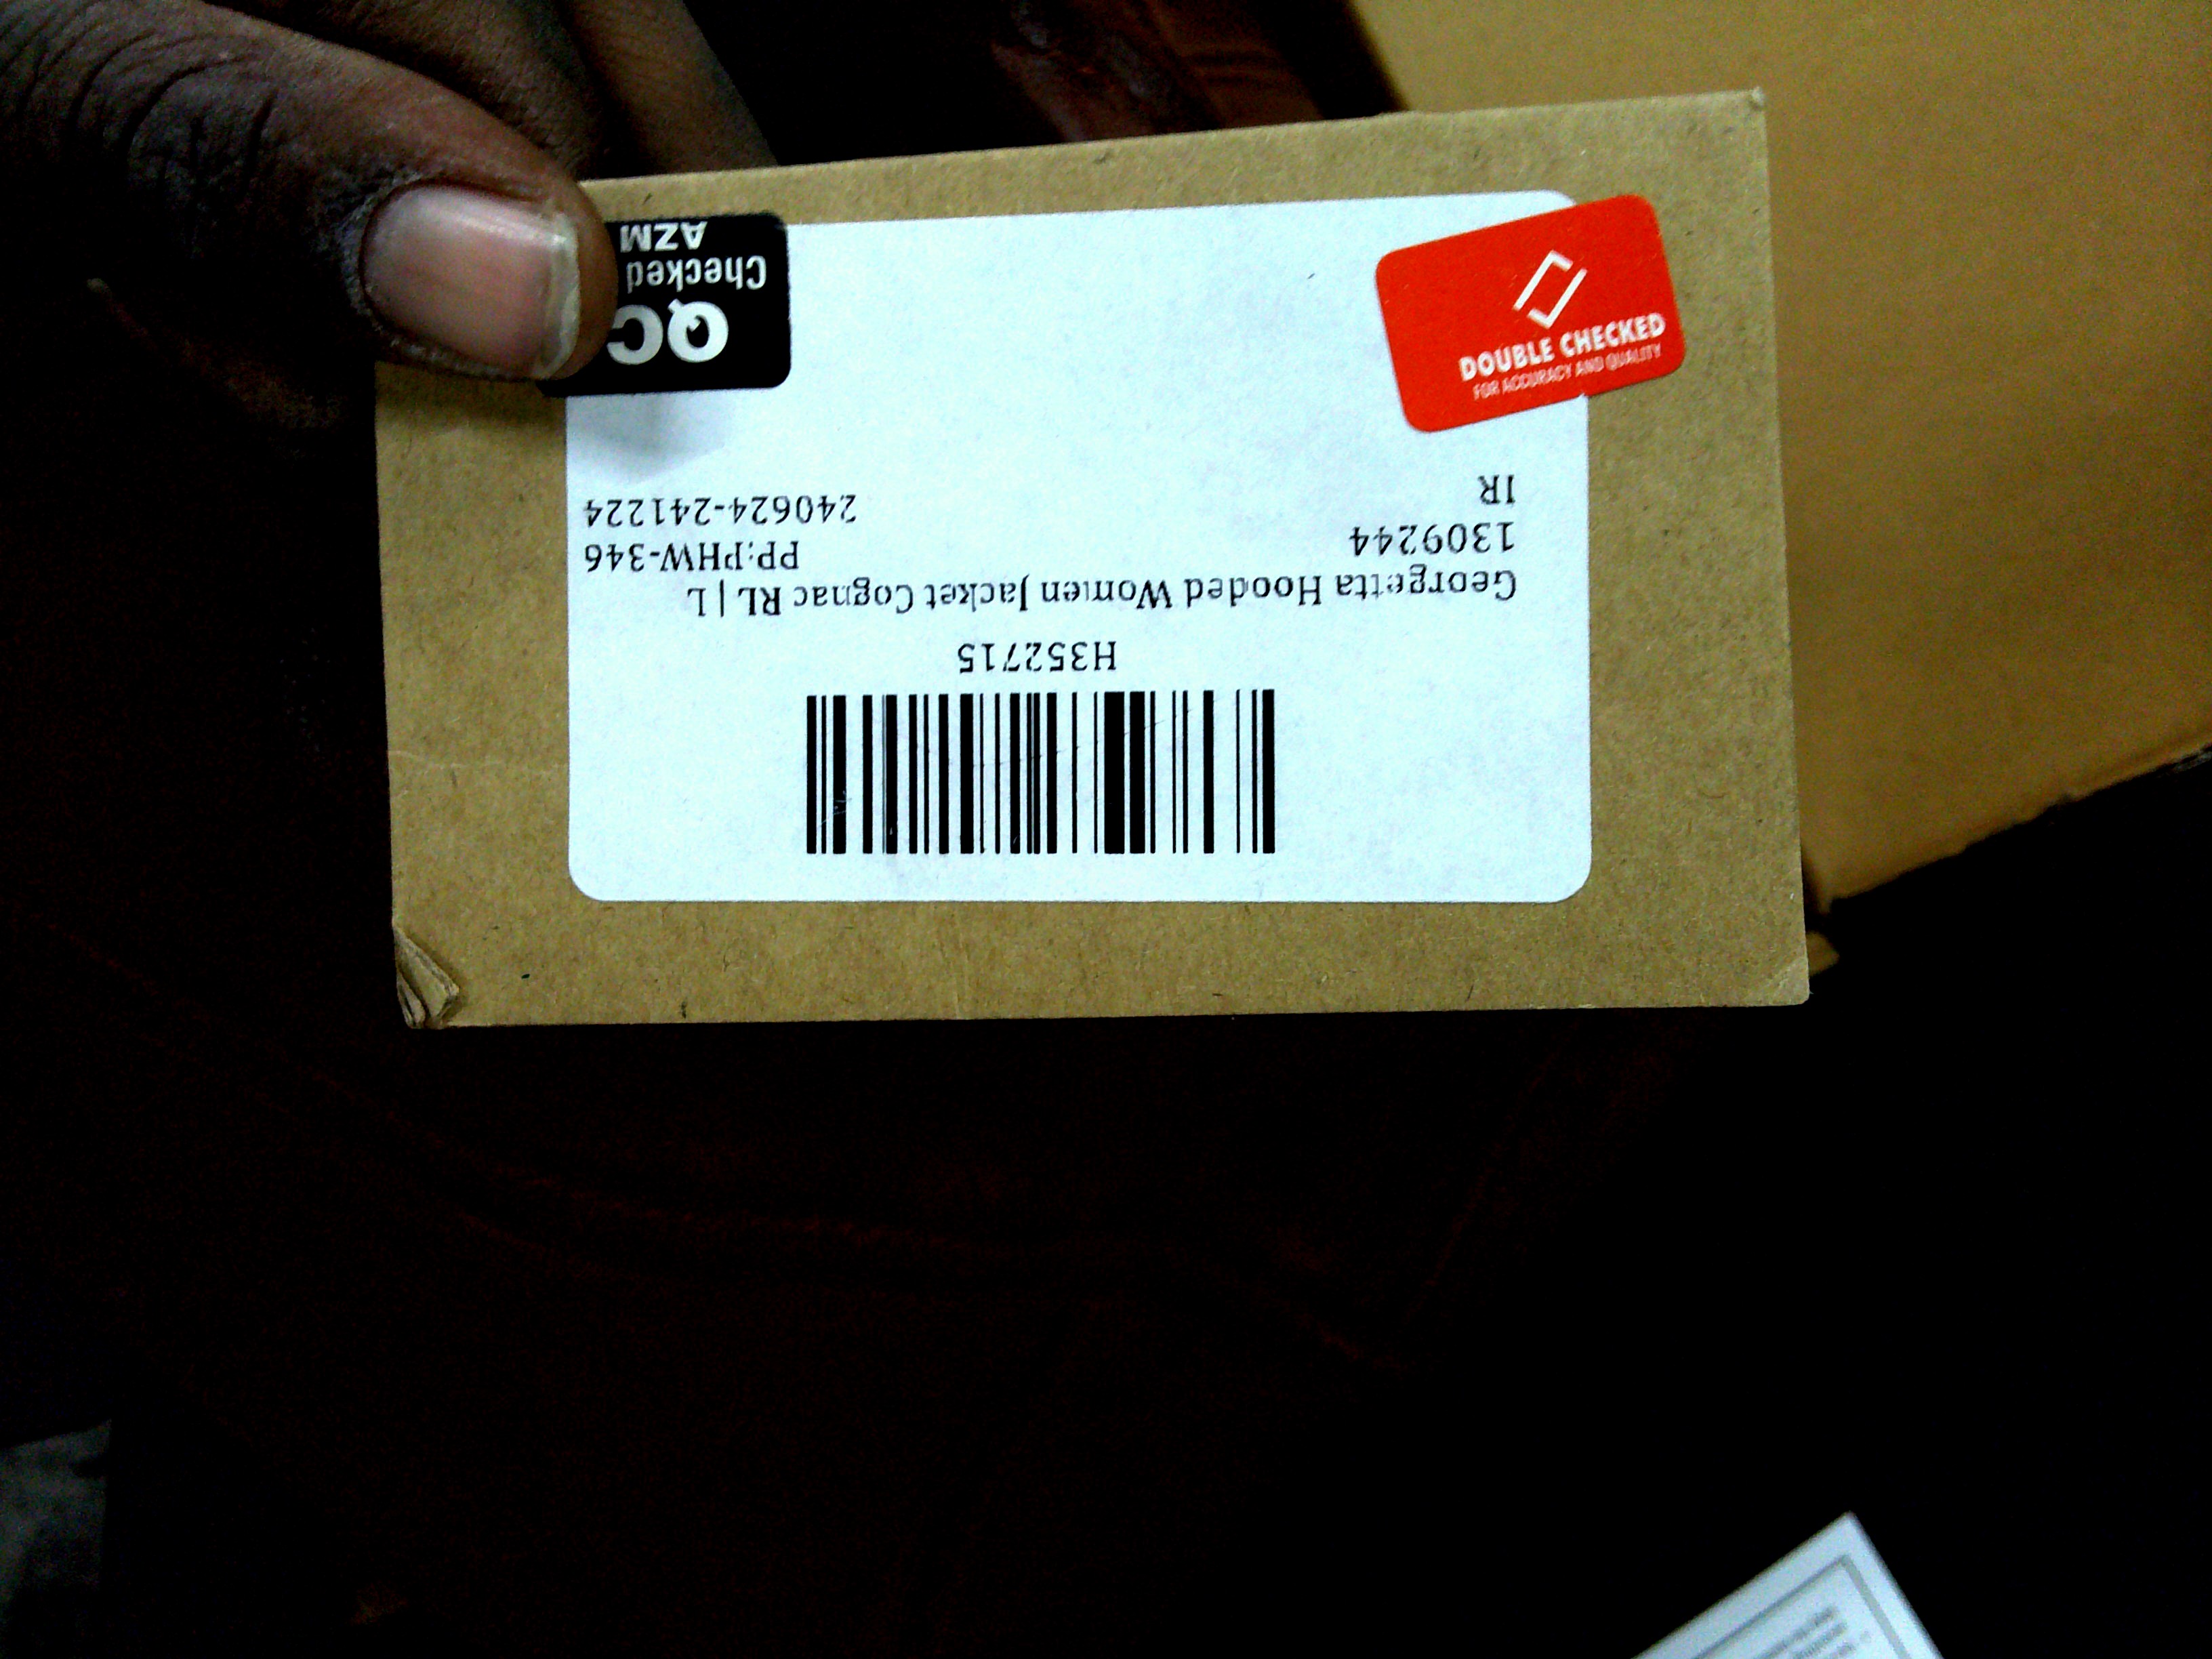 H352715
Georgetta Hooded Women Jacket Cognac RL | L
1309244 PP:PHW-346
IR 240624-241224
QC
Checked
AZM
DOUBLE CHECKED
FOR ACCURACY AND QUALITY